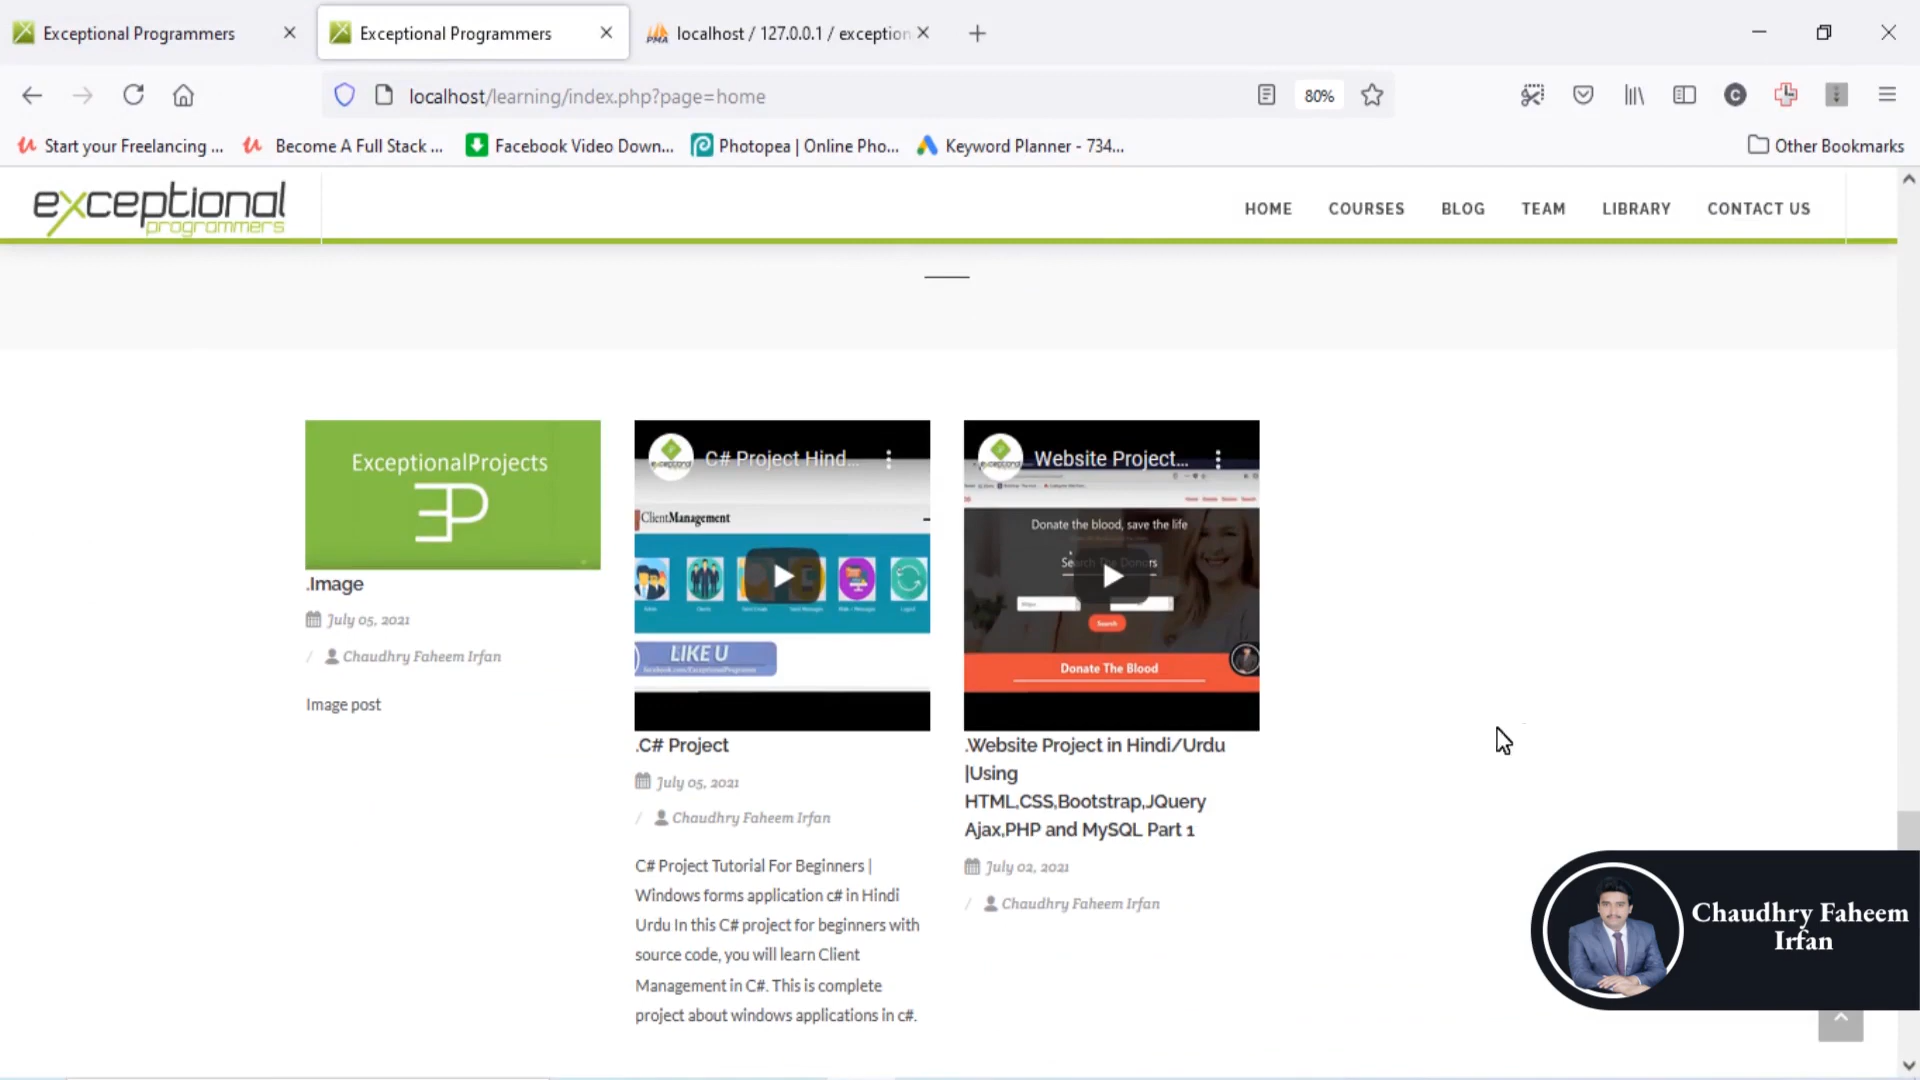 Exceptional Programmers
Exceptional Programmers
localhost / 127.0.0.1 / exception
localhost/learning/index.php?page=home
80%
Start your Freelancing ...
Become A Full Stack ...
Facebook Video Down...
Photopea | Online Pho...
Keyword Planner - 734...
Other Bookmarks
exceptional
programmers
HOME
COURSES
BLOG
TEAM
LIBRARY
CONTACT US
ExceptionalProjects
.Image
July 05, 2021
/ Chaudhry Faheem Irfan
Image post
C# Project Hind...
ClientManagement
LIKE U
.C# Project
July 05, 2021
/ Chaudhry Faheem Irfan
C# Project Tutorial For Beginners |
Windows forms application c# in Hindi
Urdu In this C# project for beginners with
source code, you will learn Client
Management in C#. This is complete
project about windows applications in c#.
Website Project...
Donate the blood, save the life
Search The Donors
Search
Donate The Blood
.Website Project in Hindi/Urdu
|Using
HTML,CSS,Bootstrap,JQuery
Ajax,PHP and MySQL Part 1
July 02, 2021
/ Chaudhry Faheem Irfan
Chaudhry Faheem
Irfan